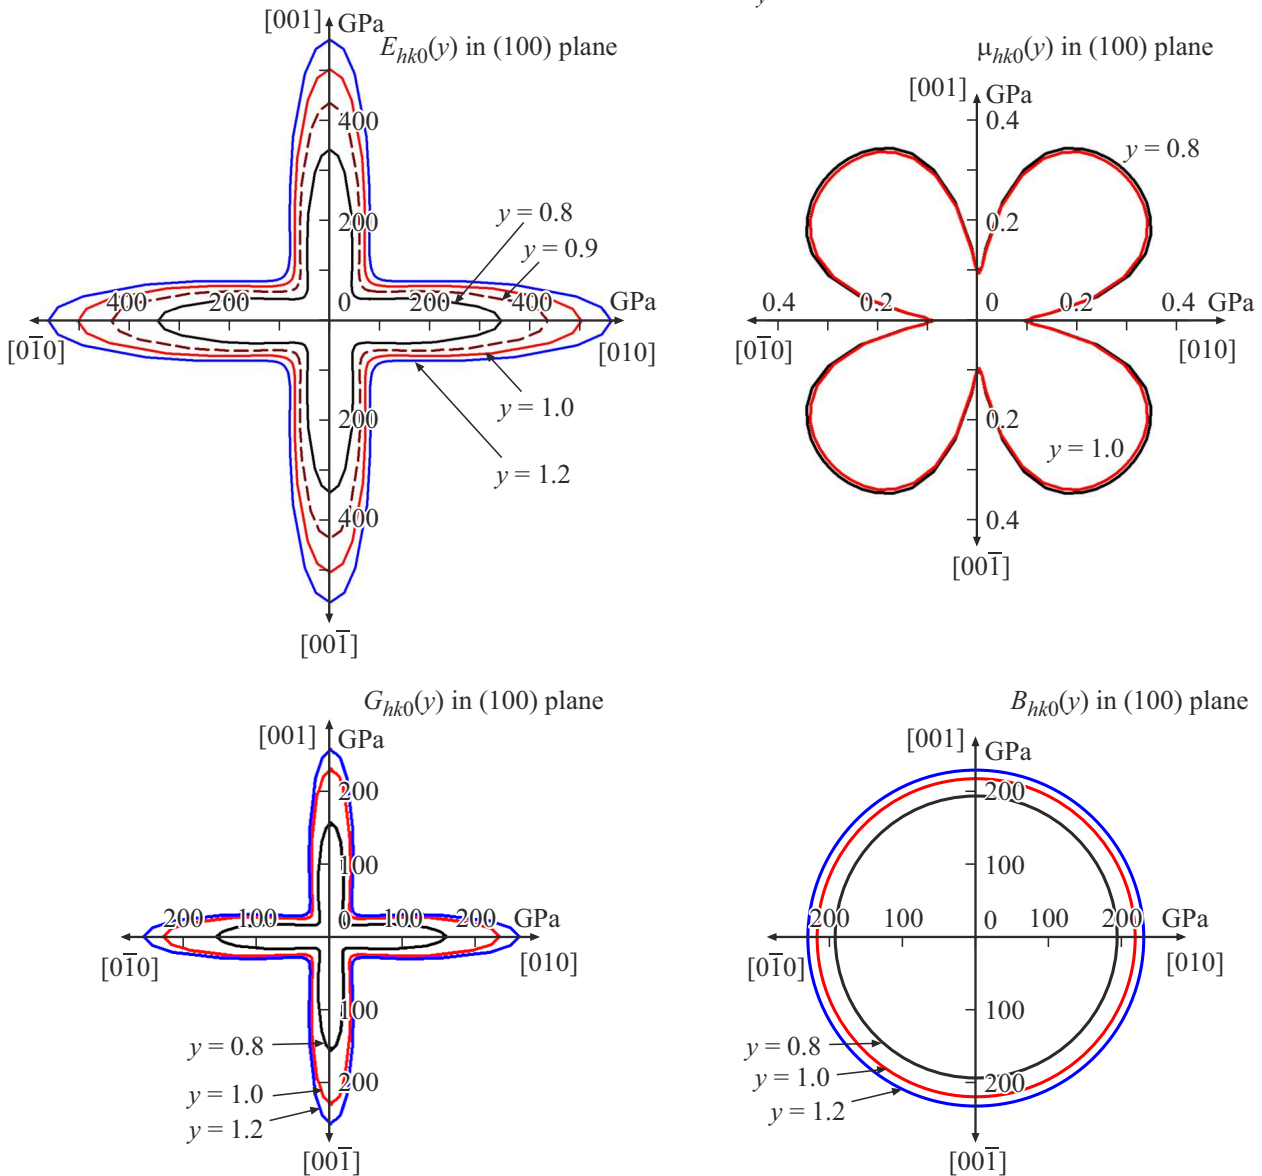 y
[001] GPa
E_hk0(y) in (100) plane
400
200
y = 0.8
y = 0.9
400 200 0 200 400 GPa
[01̅0] [010]
y = 1.0
200
y = 1.2
400
[001̅]
μ_hk0(y) in (100) plane
[001] GPa
0.4
y = 0.8
0.2
0.4 0.2 0 0.2 0.4 GPa
[01̅0] [010]
0.2
y = 1.0
0.4
[001̅]
G_hk0(y) in (100) plane
[001] GPa
200
100
200 100 0 100 200 GPa
[01̅0] [010]
100
y = 0.8
200
y = 1.0
y = 1.2
[001̅]
B_hk0(y) in (100) plane
[001] GPa
200
100
200 100 0 100 200 GPa
[01̅0] [010]
100
y = 0.8
y = 1.0
200
y = 1.2
[001̅]